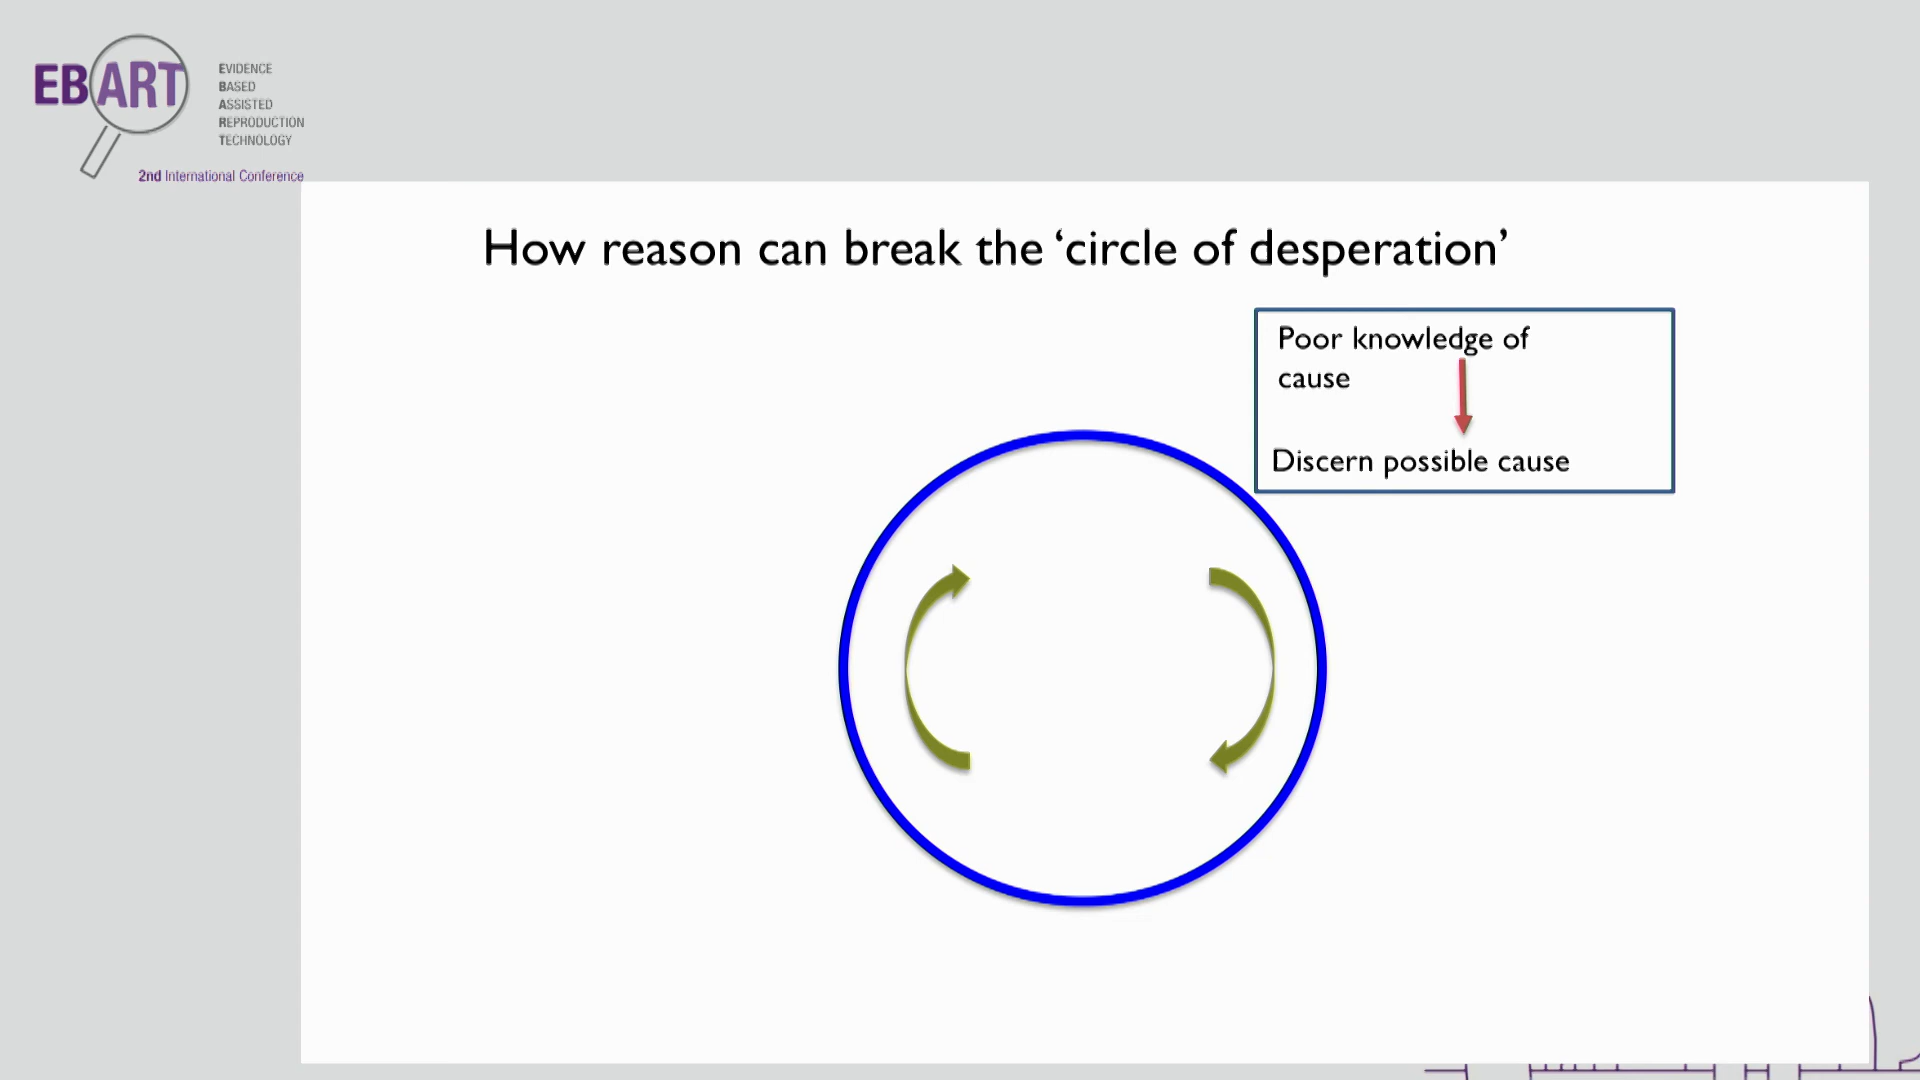 EBART
EVIDENCE
BASED
ASSISTED
REPRODUCTION
TECHNOLOGY
2nd International Conference
How reason can break the ‘circle of desperation’
Poor knowledge of
cause
Discern possible cause